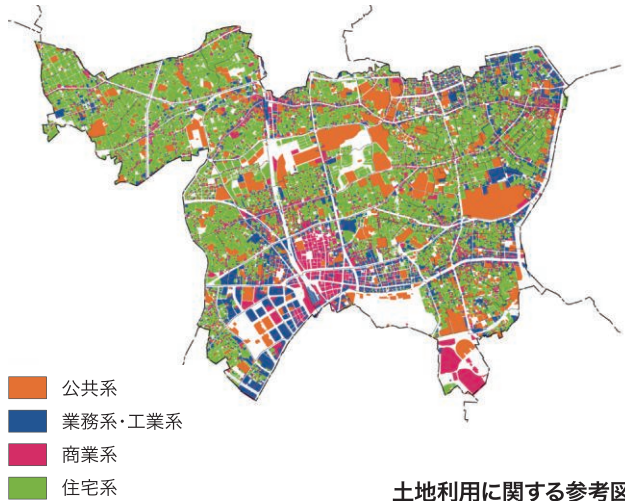 公共系
業務系・工業系
商業系
住宅系
土地利用に関する参考図